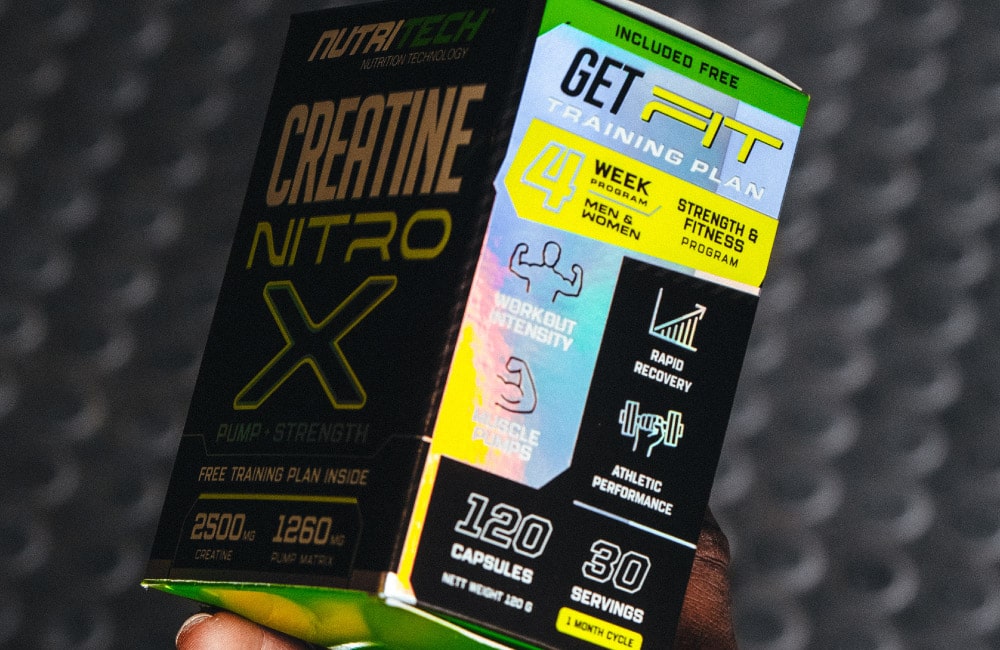 NUTRITECH
NUTRITION TECHNOLOGY
CREATINE
NITRO
X
PUMP + STRENGTH
FREE TRAINING PLAN INSIDE
2500MG
CREATINE
1260MG
PUMP MATRIX
INCLUDED FREE
GET FIT
TRAINING PLAN
4 WEEK
PROGRAM
MEN &
WOMEN
STRENGTH &
FITNESS
PROGRAM
WORKOUT
INTENSITY
MUSCLE
PUMPS
RAPID
RECOVERY
ATHLETIC
PERFORMANCE
120
CAPSULES
NETT WEIGHT 120 G
30
SERVINGS
1 MONTH CYCLE